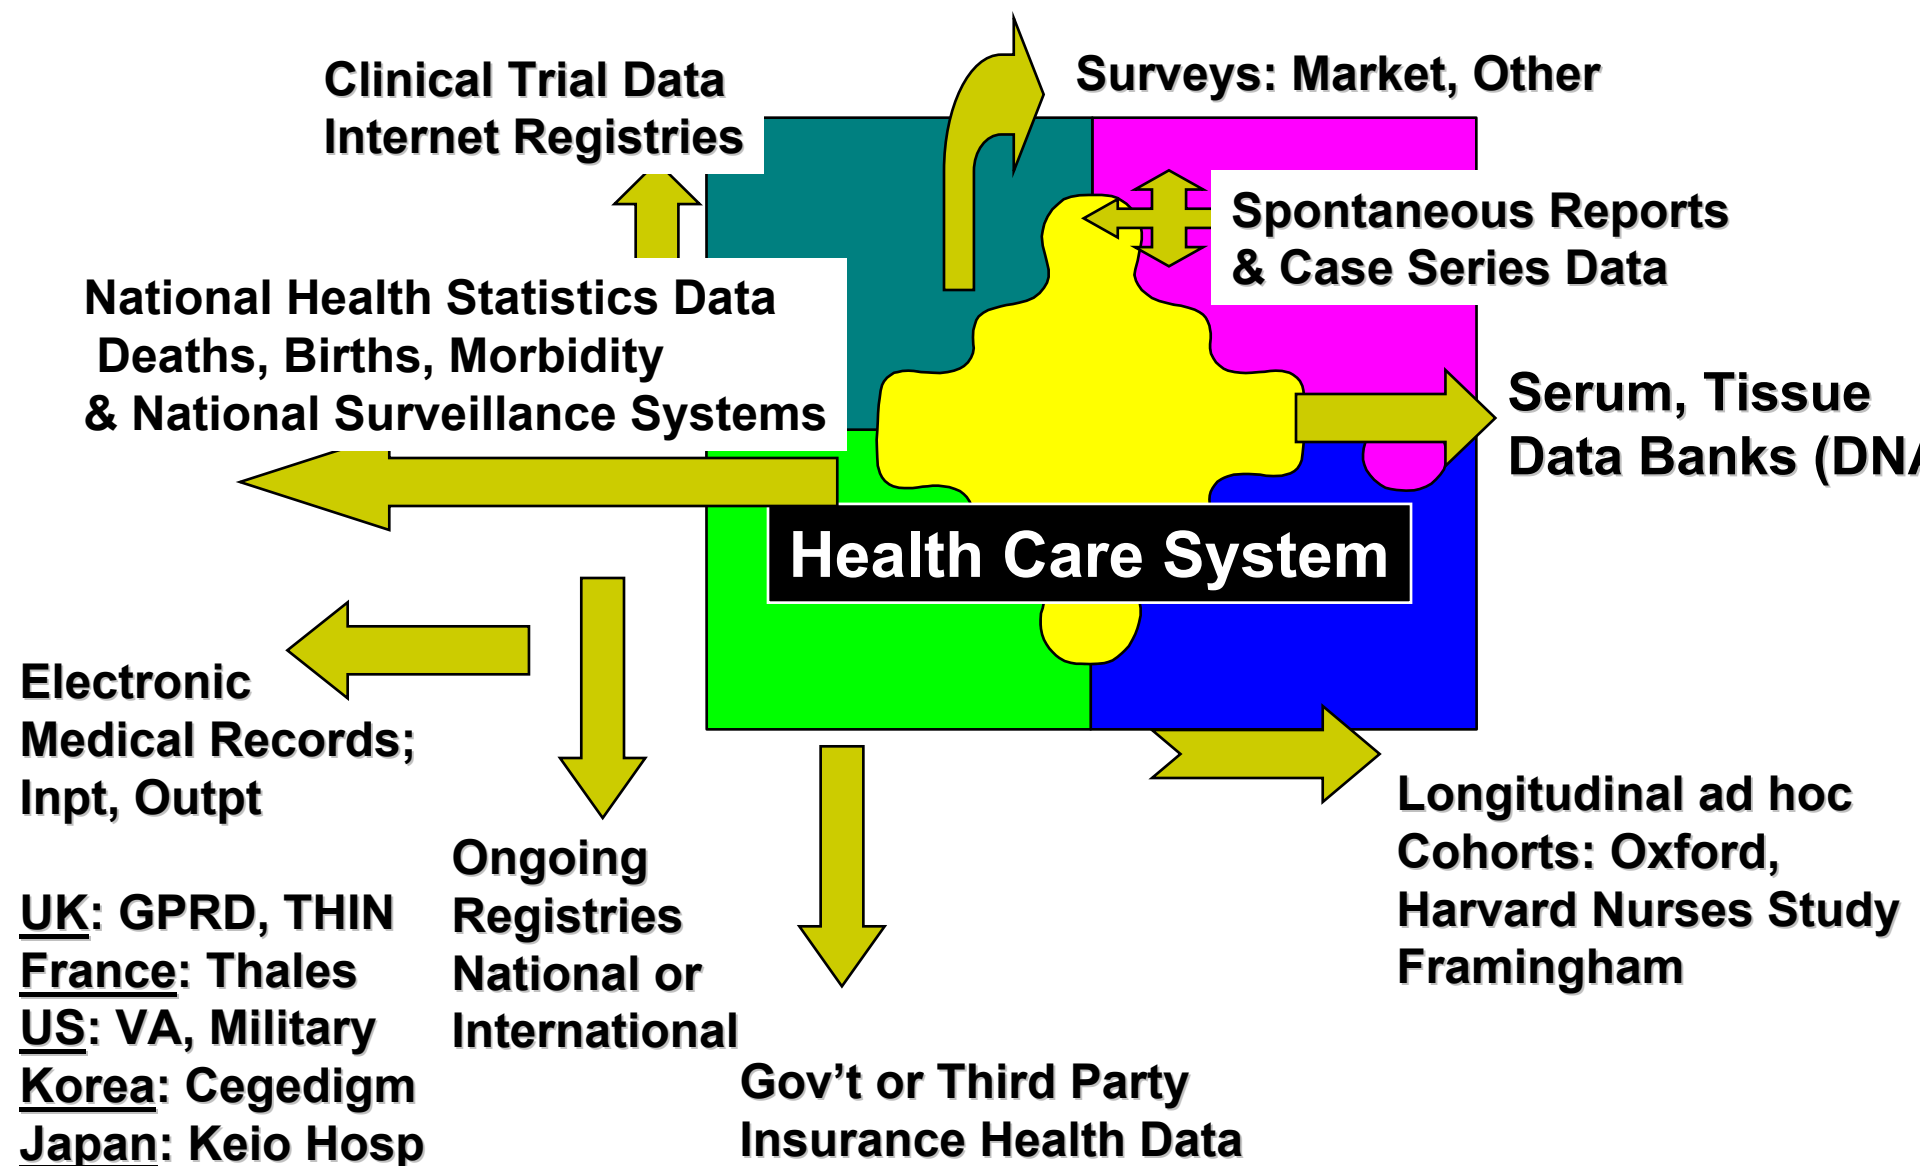 Clinical Trial Data
Internet Registries
Surveys: Market, Other
Spontaneous Reports
& Case Series Data
National Health Statistics Data
Deaths, Births, Morbidity
& National Surveillance Systems
Serum, Tissue
Data Banks (DNA
Health Care System
Electronic
Medical Records;
Inpt, Outpt
UK: GPRD, THIN
France: Thales
US: VA, Military
Korea: Cegedigm
Japan: Keio Hosp
Ongoing
Registries
National or
International
Gov't or Third Party
Insurance Health Data
Longitudinal ad hoc
Cohorts: Oxford,
Harvard Nurses Study
Framingham